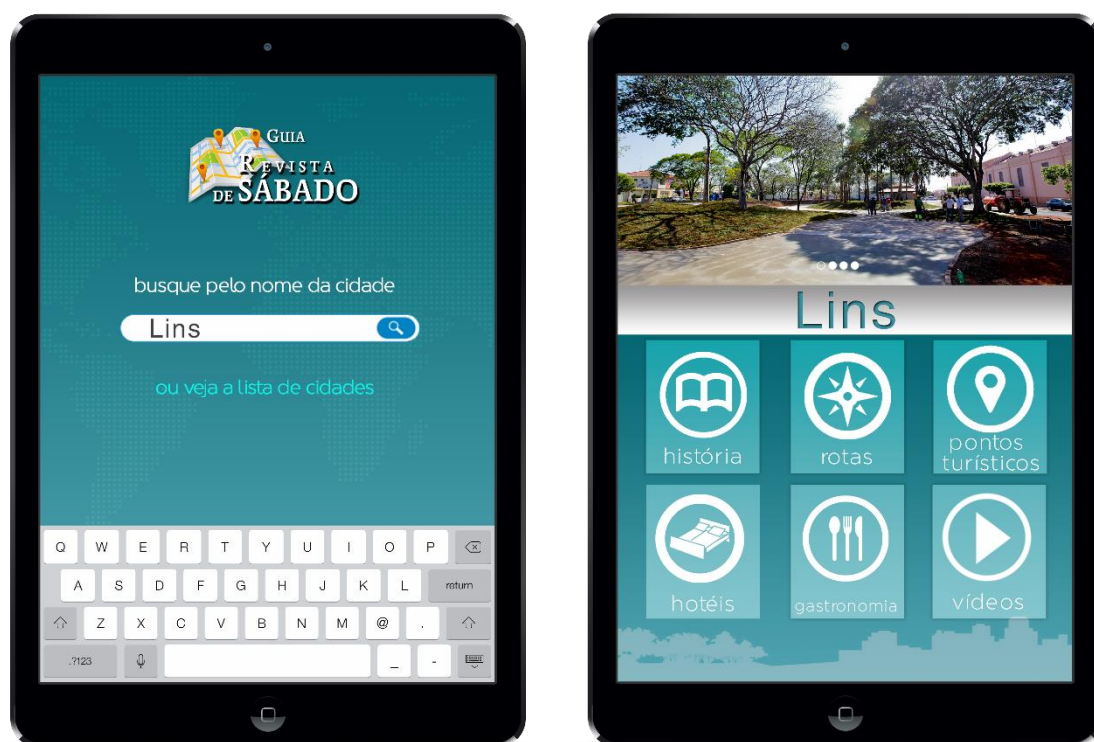 GUIA
REVISTA
DE SÁBADO
busque pelo nome da cidade
Lins
ou veja a lista de cidades
Q W E R T Y U I O P
A S D F G H J K L return
Z X C V B N M @ .
.?123 _ -
Lins
história rotas pontos turísticos
hotéis gastronomia vídeos